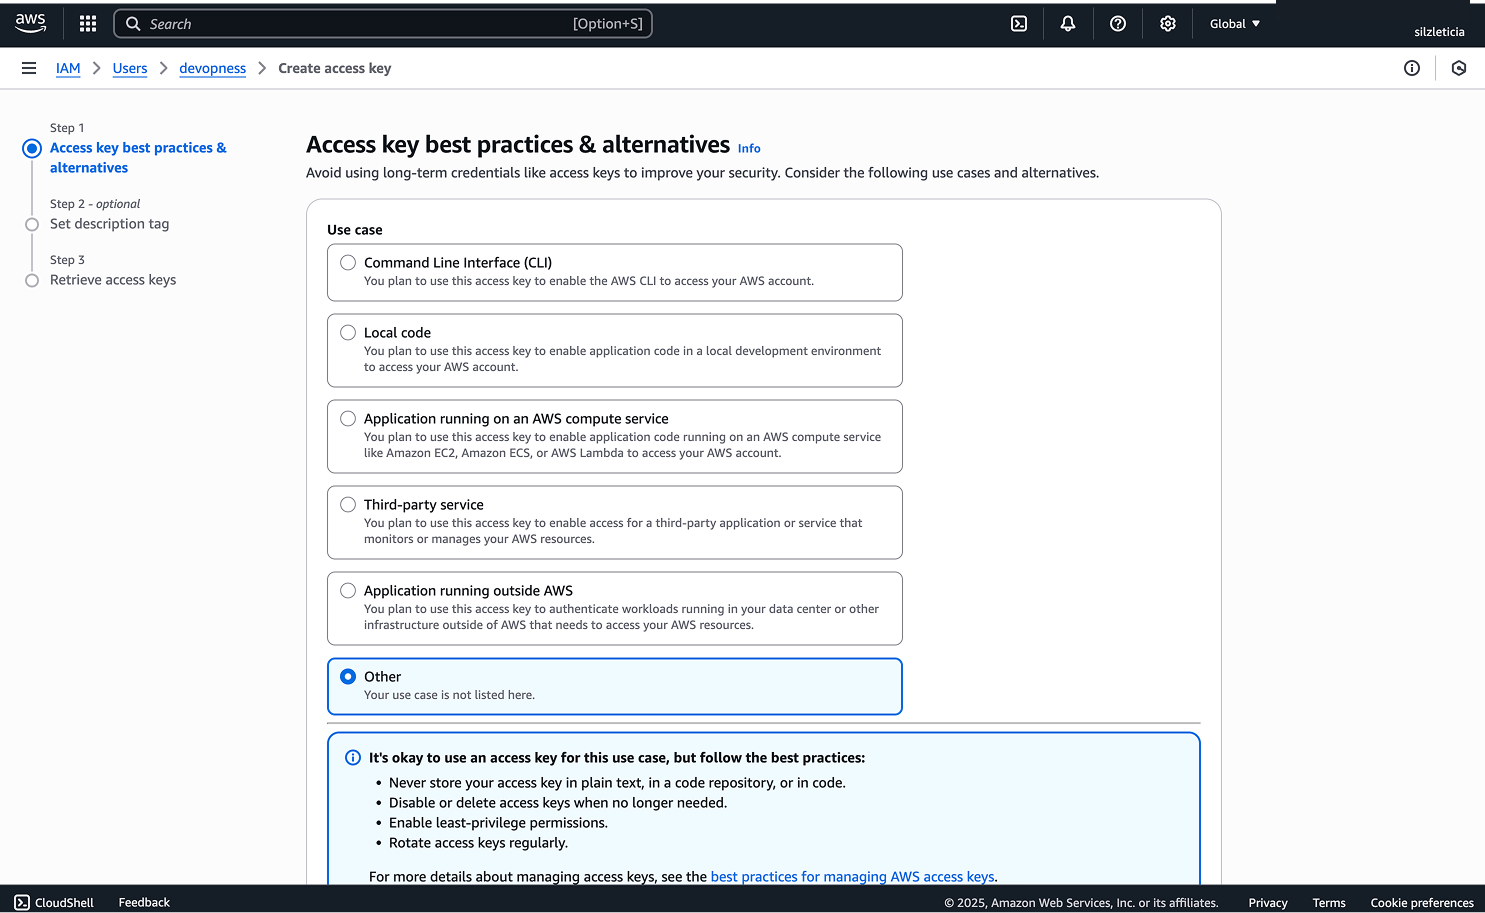 aws
Search
[Option+S]
Global
silzleticia
IAM > Users > devopness > Create access key
Step 1
Access key best practices &
alternatives
Step 2 - optional
Set description tag
Step 3
Retrieve access keys
Access key best practices & alternatives Info
Avoid using long-term credentials like access keys to improve your security. Consider the following use cases and alternatives.
Use case
Command Line Interface (CLI)
You plan to use this access key to enable the AWS CLI to access your AWS account.
Local code
You plan to use this access key to enable application code in a local development environment
to access your AWS account.
Application running on an AWS compute service
You plan to use this access key to enable application code running on an AWS compute service
like Amazon EC2, Amazon ECS, or AWS Lambda to access your AWS account.
Third-party service
You plan to use this access key to enable access for a third-party application or service that
monitors or manages your AWS resources.
Application running outside AWS
You plan to use this access key to authenticate workloads running in your data center or other
infrastructure outside of AWS that needs to access your AWS resources.
Other
Your use case is not listed here.
It's okay to use an access key for this use case, but follow the best practices:
• Never store your access key in plain text, in a code repository, or in code.
• Disable or delete access keys when no longer needed.
• Enable least-privilege permissions.
• Rotate access keys regularly.
For more details about managing access keys, see the best practices for managing AWS access keys.
CloudShell Feedback © 2025, Amazon Web Services, Inc. or its affiliates. Privacy Terms Cookie preferences